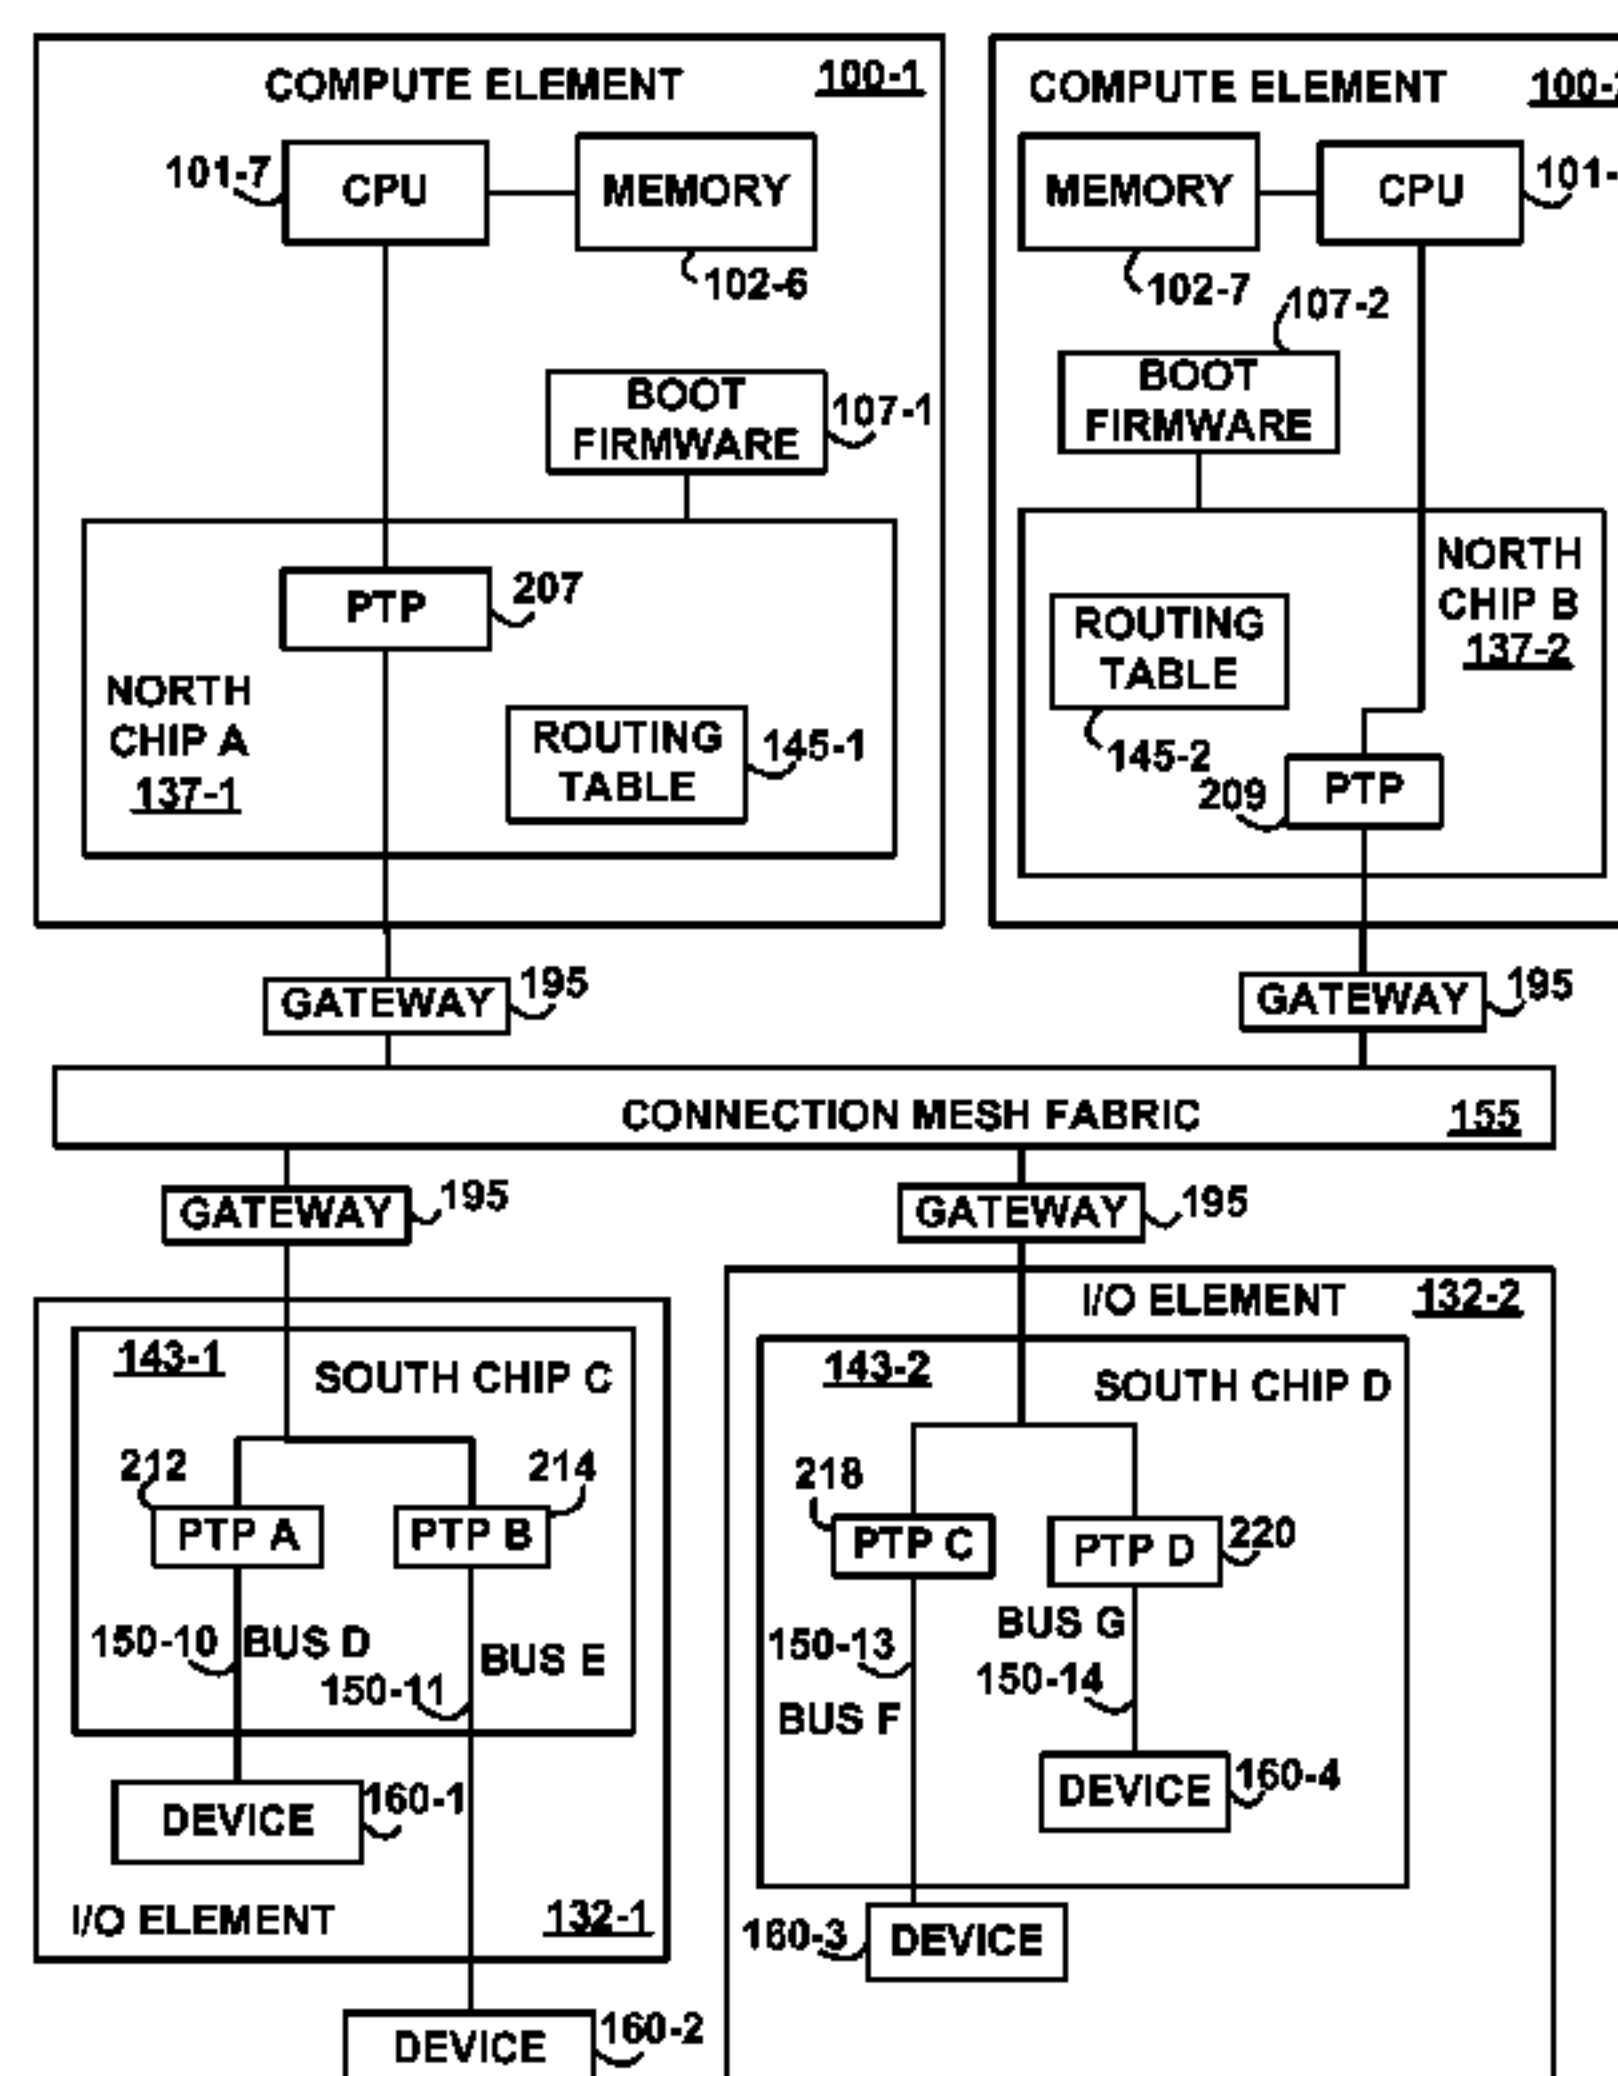 COMPUTE ELEMENT 100-1
101-7 CPU MEMORY
102-6
BOOT
FIRMWARE
107-1
PTP 207
NORTH
CHIP A
137-1
ROUTING
TABLE
145-1
COMPUTE ELEMENT
MEMORY CPU
102-7
107-2
BOOT
FIRMWARE
NORTH
CHIP B
137-2
ROUTING
TABLE
145-2
209 PTP
GATEWAY 195
GATEWAY 195
CONNECTION MESH FABRIC 155
GATEWAY 195
GATEWAY 195
143-1
SOUTH CHIP C
212 214
PTP A PTP B
150-10 BUS D
BUS E
150-11
DEVICE 160-1
I/O ELEMENT 132-1
DEVICE 160-2
I/O ELEMENT 132-2
143-2
SOUTH CHIP D
218
PTP C
PTP D 220
BUS G
150-13
150-14
BUS F
DEVICE 160-4
160-3 DEVICE